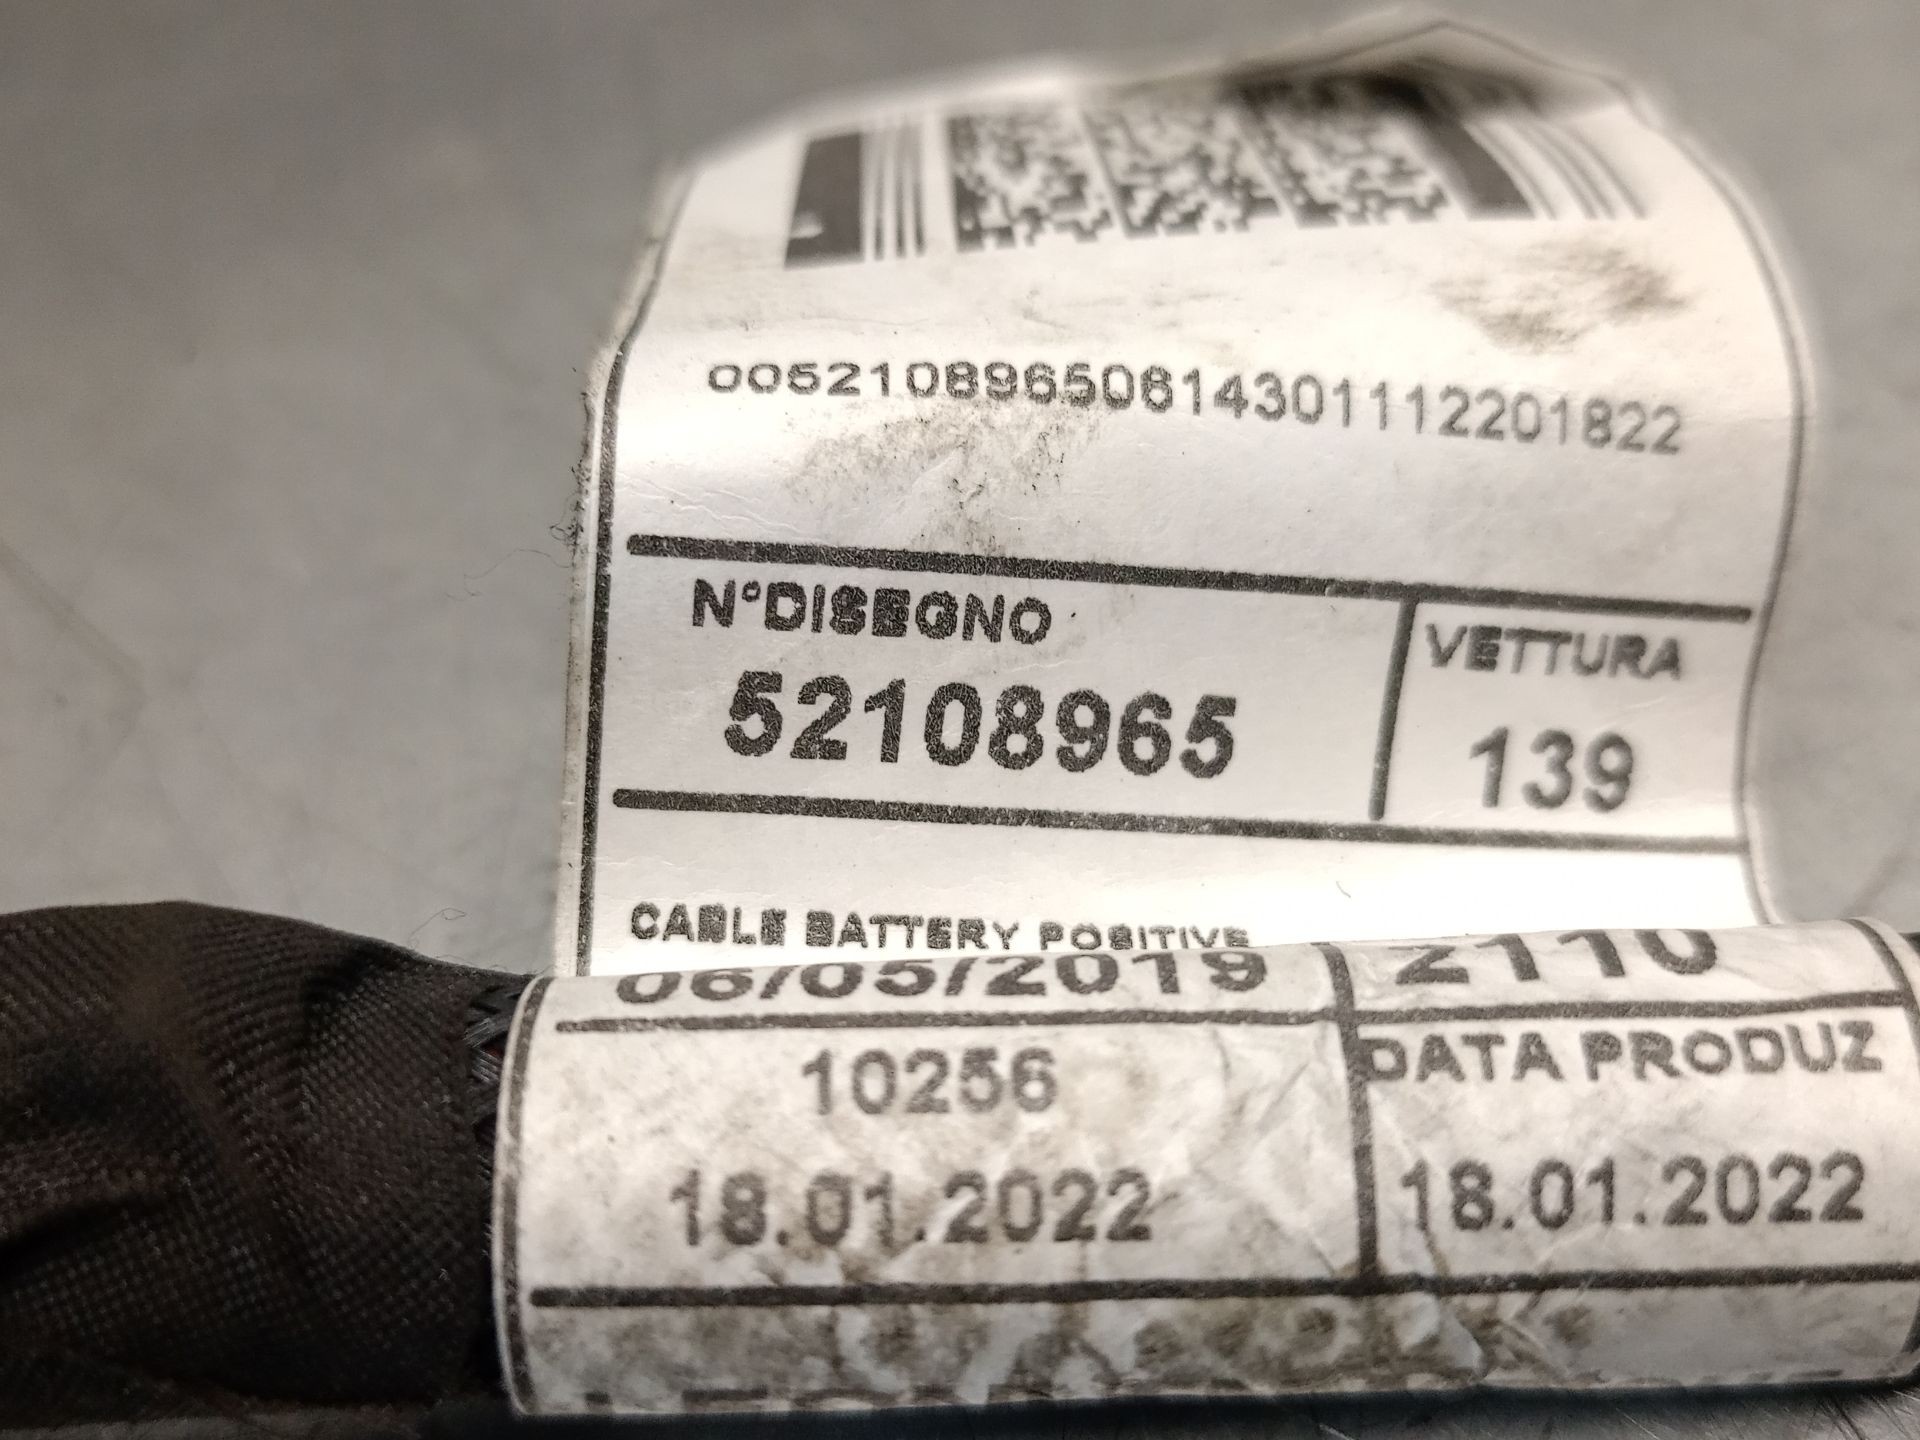 00521089650814301112201822
N°DISEGNO
VETTURA
52108965
139
CABLE BATTERY POSITIVE
06/05/2019
2110
10256
DATA PRODUZ
18.01.2022
18.01.2022